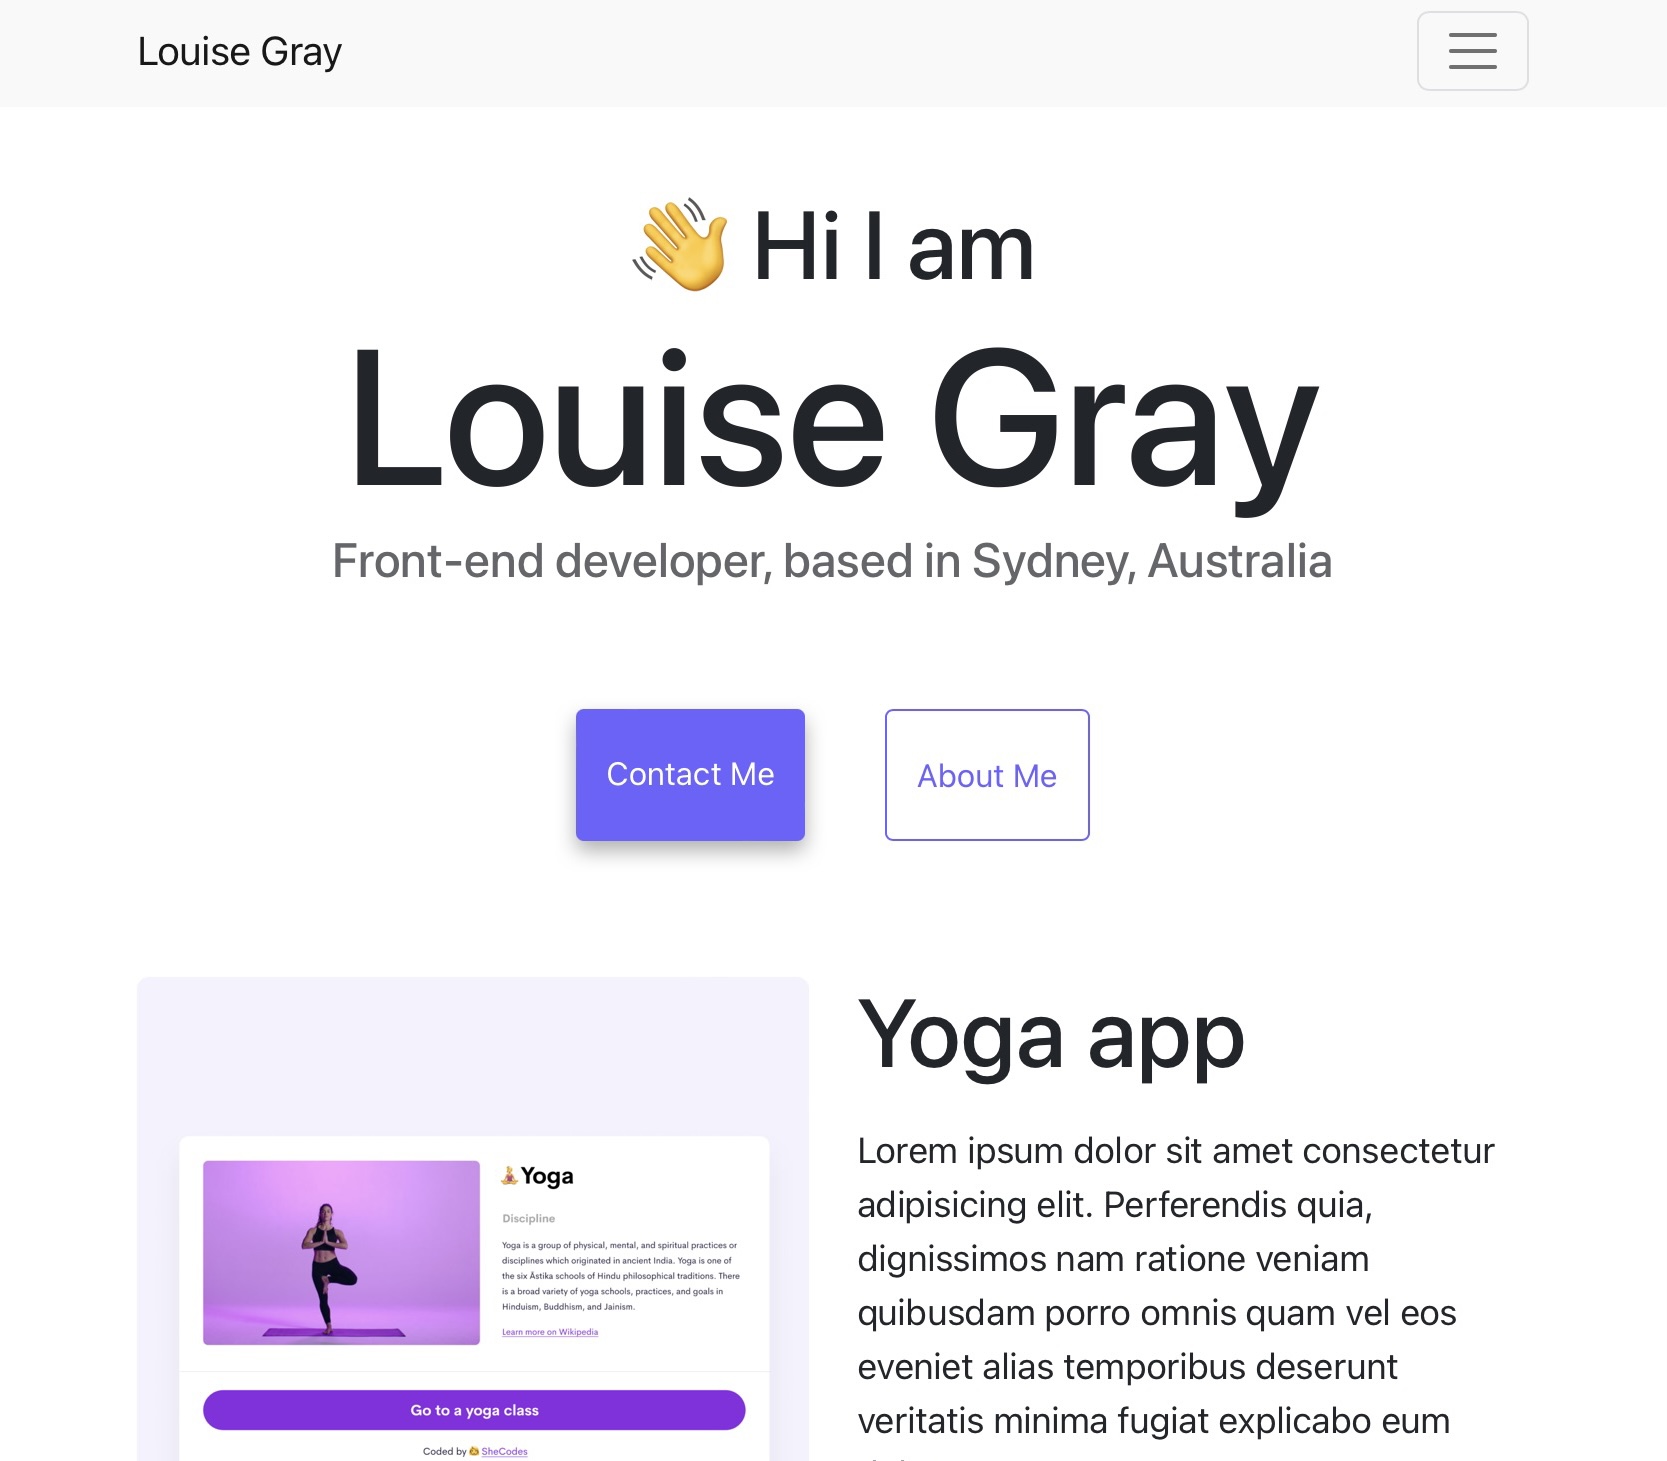 Louise Gray
👋 Hi I am
Louise Gray
Front-end developer, based in Sydney, Australia
Contact Me
About Me
Yoga app
Lorem ipsum dolor sit amet consectetur
adipisicing elit. Perferendis quia,
dignissimos nam ratione veniam
quibusdam porro omnis quam vel eos
eveniet alias temporibus deserunt
veritatis minima fugiat explicabo eum
Yoga
Discipline
Yoga is a group of physical, mental, and spiritual practices or
disciplines which originated in ancient India. Yoga is one of
the six Āstika schools of Hindu philosophical traditions. There
is a broad variety of yoga schools, practices, and goals in
Hinduism, Buddhism, and Jainism.
Learn more on Wikipedia
Go to a yoga class
Coded by SheCodes